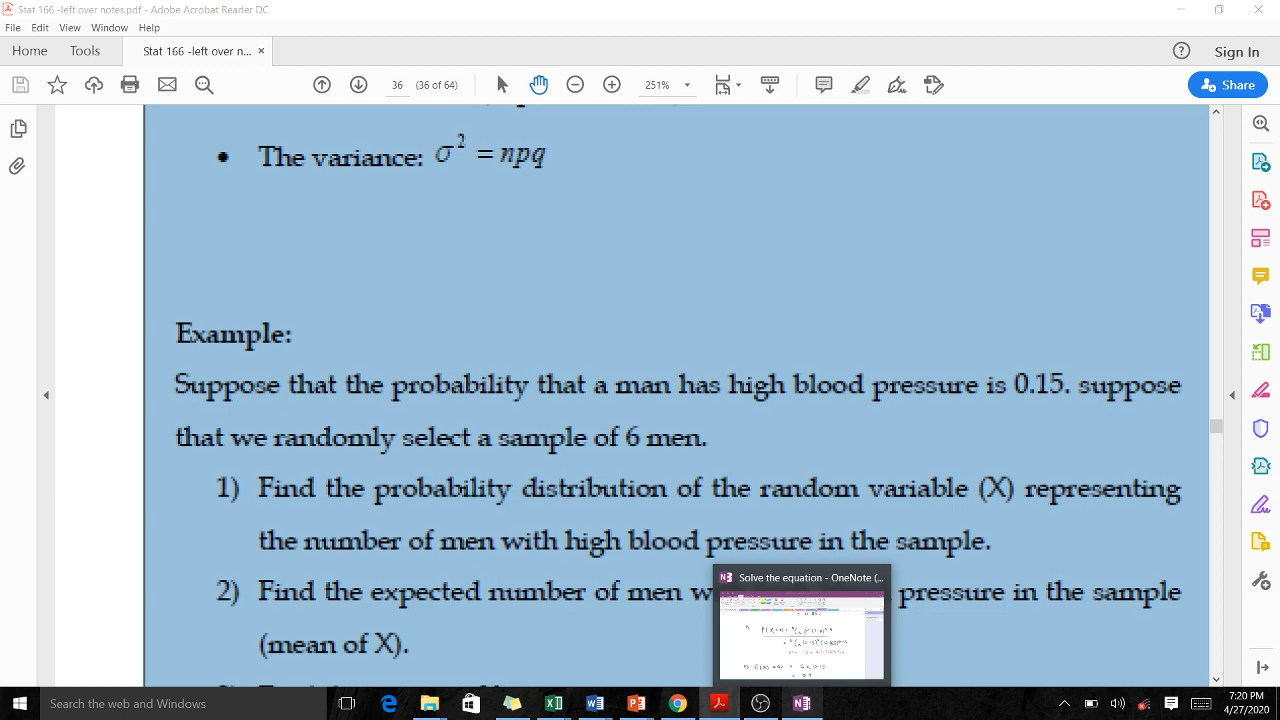 Stat 166 -left over notes.pdf - Adobe Acrobat Reader DC
File Edit View Window Help
Home Tools Stat 166 -left over n... × Sign In
36 (36 of 64) 251% Share
• The variance: σ² = npq
Example:
Suppose that the probability that a man has high blood pressure is 0.15. suppose
that we randomly select a sample of 6 men.
1) Find the probability distribution of the random variable (X) representing
the number of men with high blood pressure in the sample.
Solve the equation - OneNote (...
2) Find the expected number of men w pressure in the sample
(mean of X).
Search the web and Windows
7:20 PM
4/27/2020